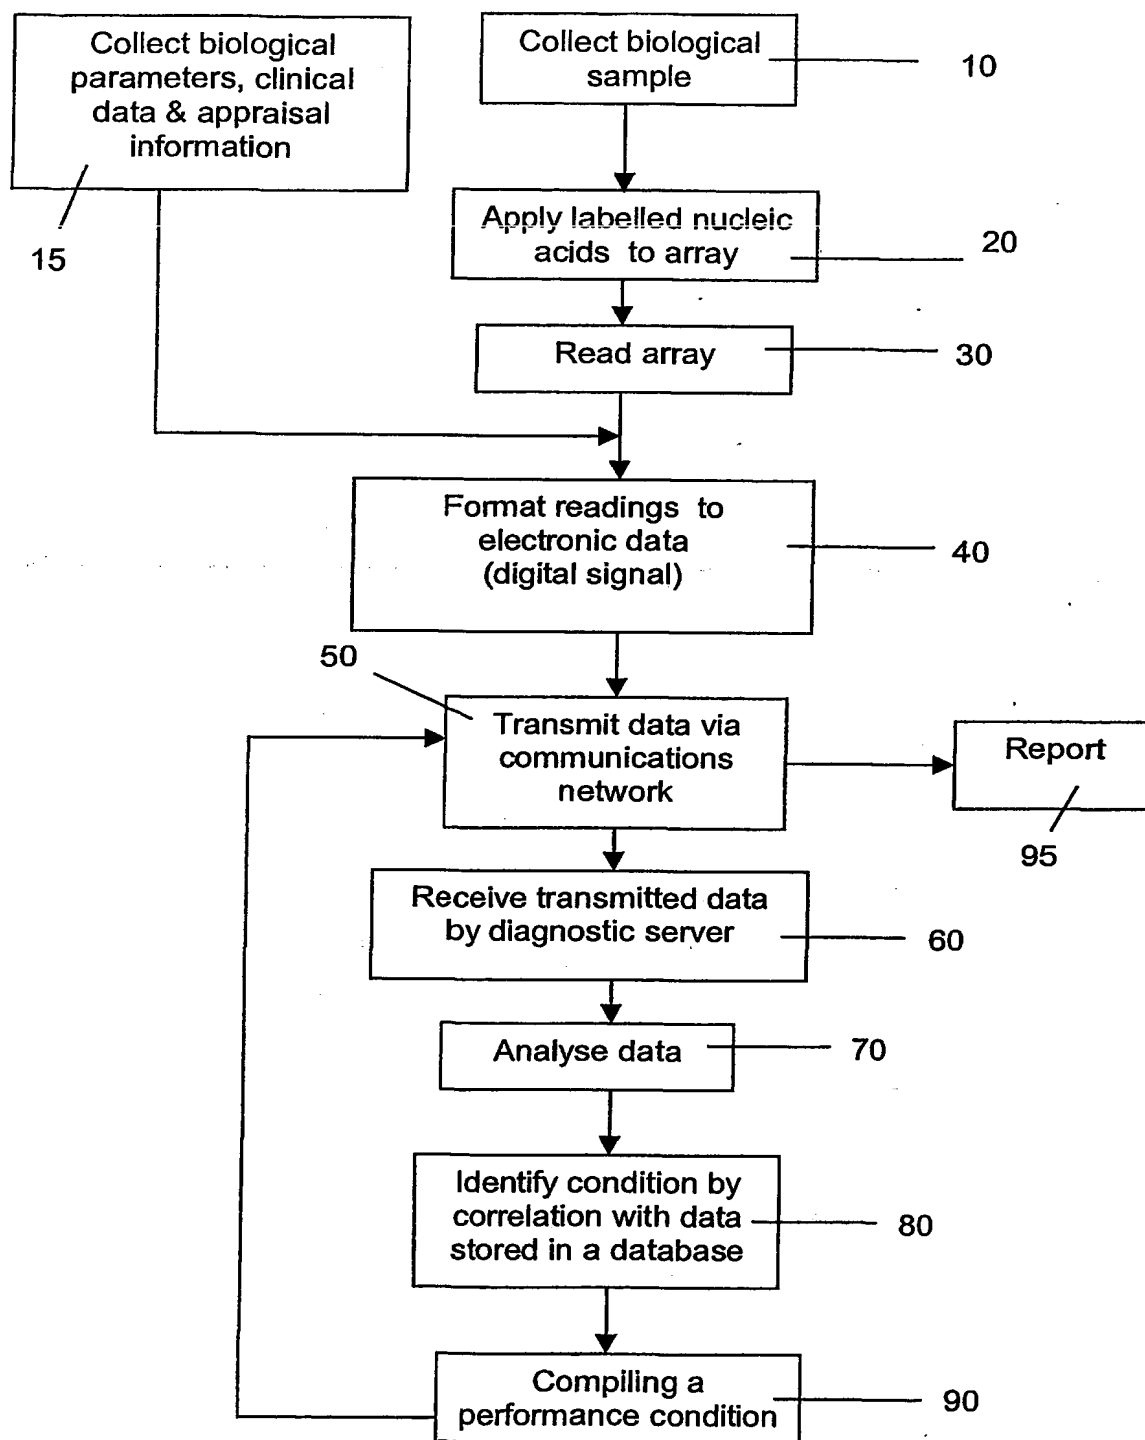 Collect biological
parameters, clinical
data & appraisal
information
15
Collect biological
sample
10
Apply labelled nucleic
acids to array
20
Read array
30
Format readings to
electronic data
(digital signal)
40
50
Transmit data via
communications
network
Report
95
Receive transmitted data
by diagnostic server
60
Analyse data
70
Identify condition by
correlation with data
stored in a database
80
Compiling a
performance condition
90